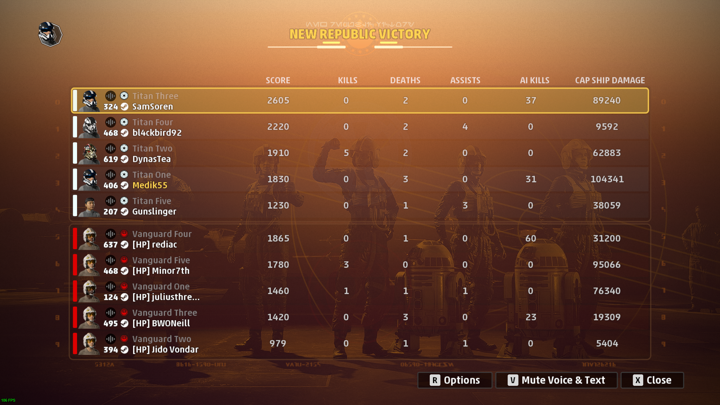 NEW REPUBLIC VICTORY
SCORE KILLS DEATHS ASSISTS AI KILLS CAP SHIP DAMAGE
Titan Three
324 SamSoren 2605 0 2 0 37 89240
Titan Four
468 bl4ckbird92 2220 0 2 4 0 9592
Titan Two
619 DynasTea 1910 5 2 0 0 62883
Titan One
406 Medik55 1830 0 3 0 31 104341
Titan Five
207 Gunslinger 1230 0 1 3 0 38059
Vanguard Four
637 [HP] rediac 1865 0 1 0 60 31200
Vanguard Five
468 [HP] Minor7th 1780 3 0 0 0 95066
Vanguard One
124 [HP] juliusthre... 1460 1 1 1 0 76340
Vanguard Three
495 [HP] BWONeill 1420 0 3 0 23 19309
Vanguard Two
394 [HP] Jido Vondar 979 0 1 1 0 5404
R Options V Mute Voice & Text X Close